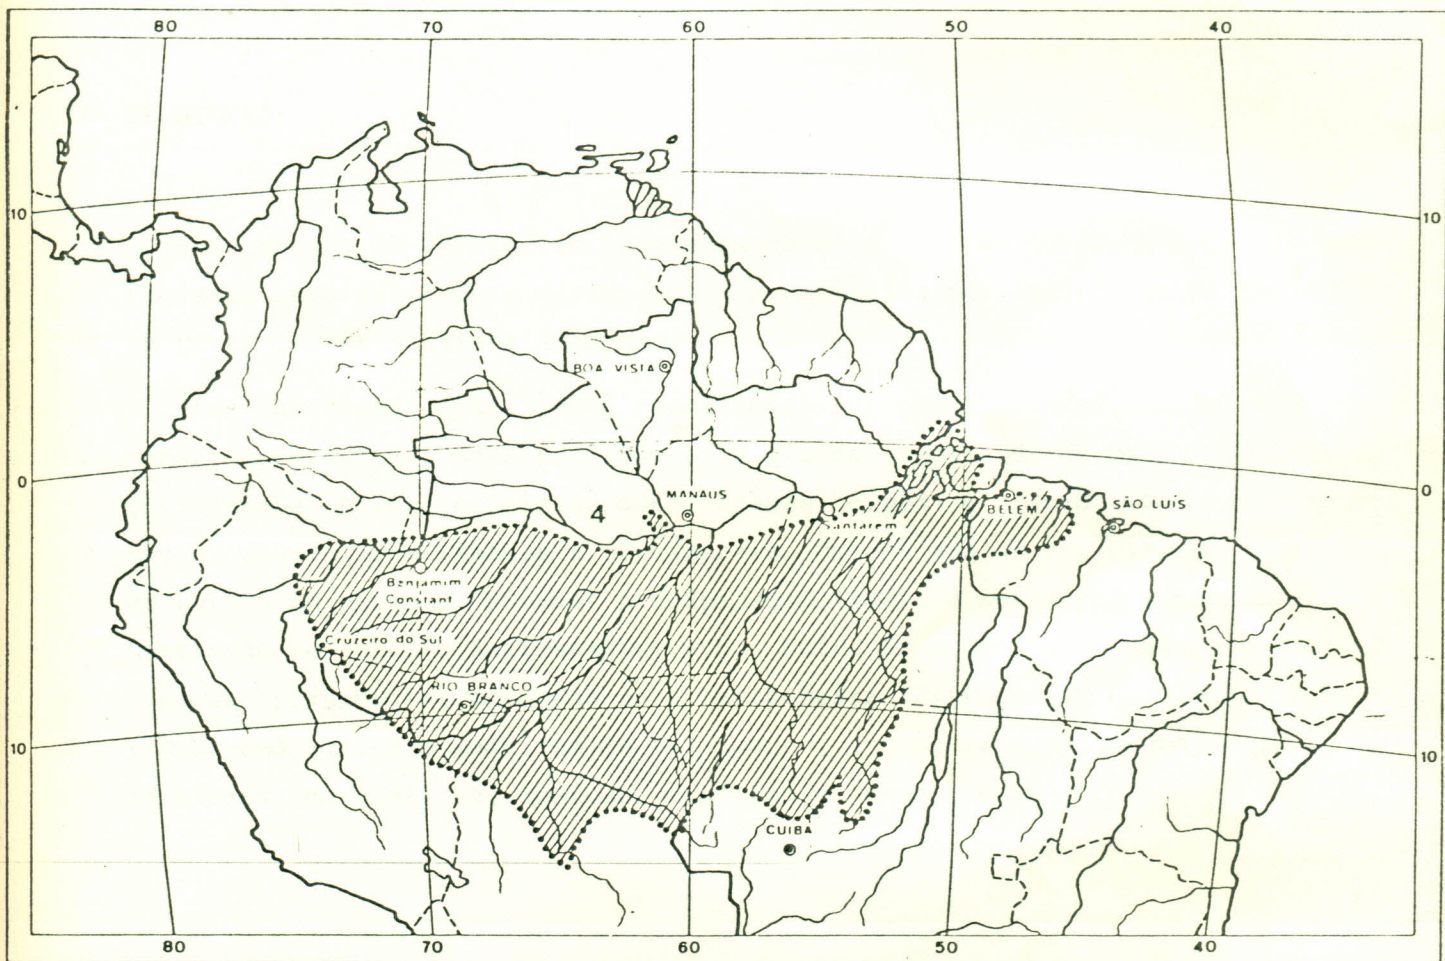 80 70 60 50 40
10 10
BOA VISTA
0 0
MANAUS
4
SÃO LUÍS
BELEM
Santarem
Benjamim
Constant
Cruzeiro do Sul
RIO BRANCO
10 10
CUIBA
80 70 60 50 40